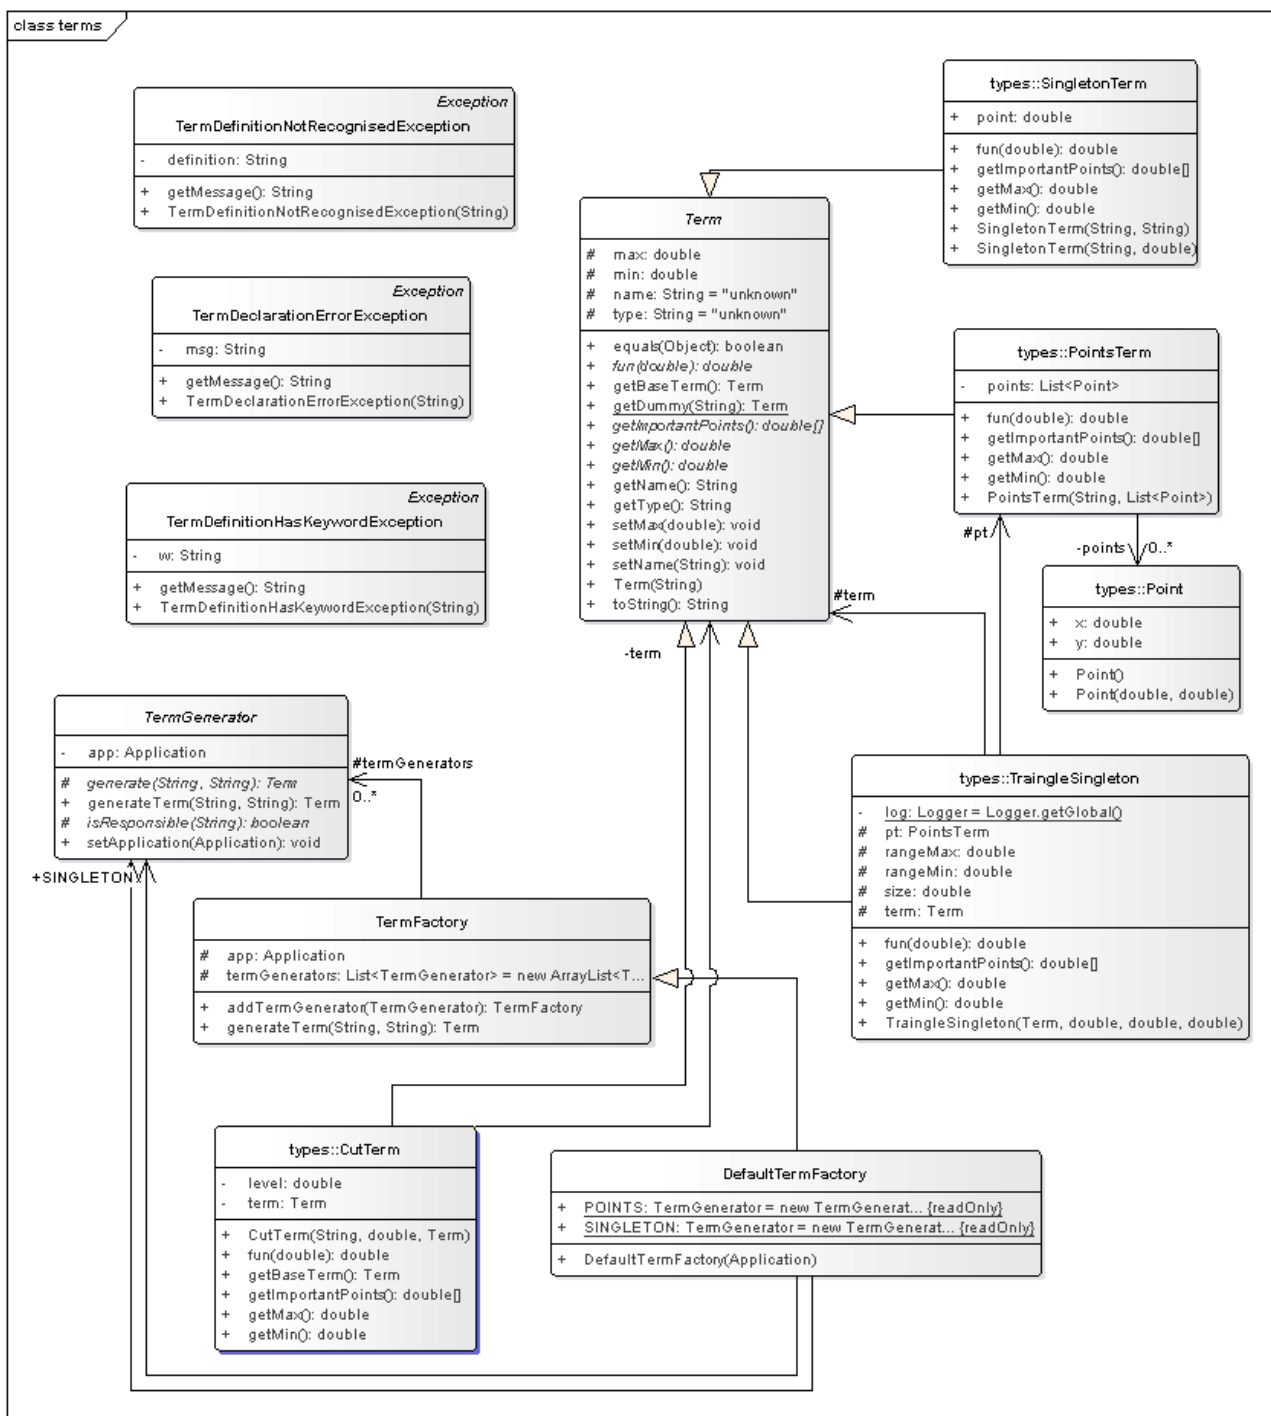 class terms
Exception
TermDefinitionNotRecognisedException
- definition: String
+ getMessage(): String
+ TermDefinitionNotRecognisedException(String)
Exception
TermDeclarationErrorException
- msg: String
+ getMessage(): String
+ TermDeclarationErrorException(String)
Exception
TermDefinitionHasKeywordException
- w: String
+ getMessage(): String
+ TermDefinitionHasKeywordException(String)
Term
# max: double
# min: double
# name: String = "unknown"
# type: String = "unknown"
+ equals(Object): boolean
+ fun(double): double
+ getBaseTerm(): Term
+ getDummy(String): Term
+ getImportantPoints(): double[]
+ getMax(): double
+ getMin(): double
+ getName(): String
+ getType(): String
+ setMax(double): void
+ setMin(double): void
+ setName(String): void
+ Term(String)
+ toString(): String
types::SingletonTerm
+ point: double
+ fun(double): double
+ getImportantPoints(): double[]
+ getMax(): double
+ getMin(): double
+ SingletonTerm(String, String)
+ SingletonTerm(String, double)
types::PointsTerm
- points: List<Point>
+ fun(double): double
+ getImportantPoints(): double[]
+ getMax(): double
+ getMin(): double
+ PointsTerm(String, List<Point>)
#pt
-points
0..*
types::Point
+ x: double
+ y: double
+ Point()
+ Point(double, double)
#term
-term
types::TraingleSingleton
- log: Logger = Logger.getGlobal()
# pt: PointsTerm
# rangeMax: double
# rangeMin: double
# size: double
# term: Term
+ fun(double): double
+ getImportantPoints(): double[]
+ getMax(): double
+ getMin(): double
+ TraingleSingleton(Term, double, double, double)
TermGenerator
- app: Application
# generate(String, String): Term
+ generateTerm(String, String): Term
# isResponsible(String): boolean
+ setApplication(Application): void
#termGenerators
0..*
+SINGLETON
TermFactory
# app: Application
# termGenerators: List<TermGenerator> = new ArrayList<T...
+ addTermGenerator(TermGenerator): TermFactory
+ generateTerm(String, String): Term
types::CutTerm
- level: double
- term: Term
+ CutTerm(String, double, Term)
+ fun(double): double
+ getBaseTerm(): Term
+ getImportantPoints(): double[]
+ getMax(): double
+ getMin(): double
DefaultTermFactory
+ POINTS: TermGenerator = new TermGenerat... {readOnly}
+ SINGLETON: TermGenerator = new TermGenerat... {readOnly}
+ DefaultTermFactory(Application)